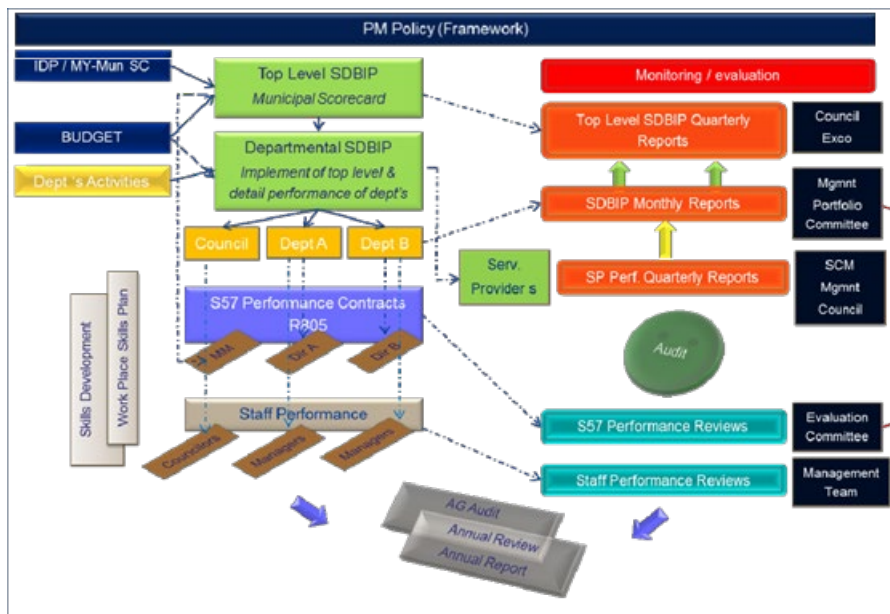 PM Policy (Framework)
IDP / MY-Mun SC
BUDGET
Dept 's Activities
Top Level SDBIP
Municipal Scorecard
Departmental SDBIP
Implement of top level &
detail performance of dept's
Council
Dept A
Dept B
Serv.
Provider s
S57 Performance Contracts
R805
MM
Dir A
Dir B
Staff Performance
Councilors
Managers
Managers
Skills Development
Work Place Skills Plan
Monitoring / evaluation
Top Level SDBIP Quarterly
Reports
Council
Exco
SDBIP Monthly Reports
Mgmnt
Portfolio
Committee
SP Perf. Quarterly Reports
SCM
Mgmnt
Council
Audit
S57 Performance Reviews
Evaluation
Committee
Staff Performance Reviews
Management
Team
AG Audit
Annual Review
Annual Report